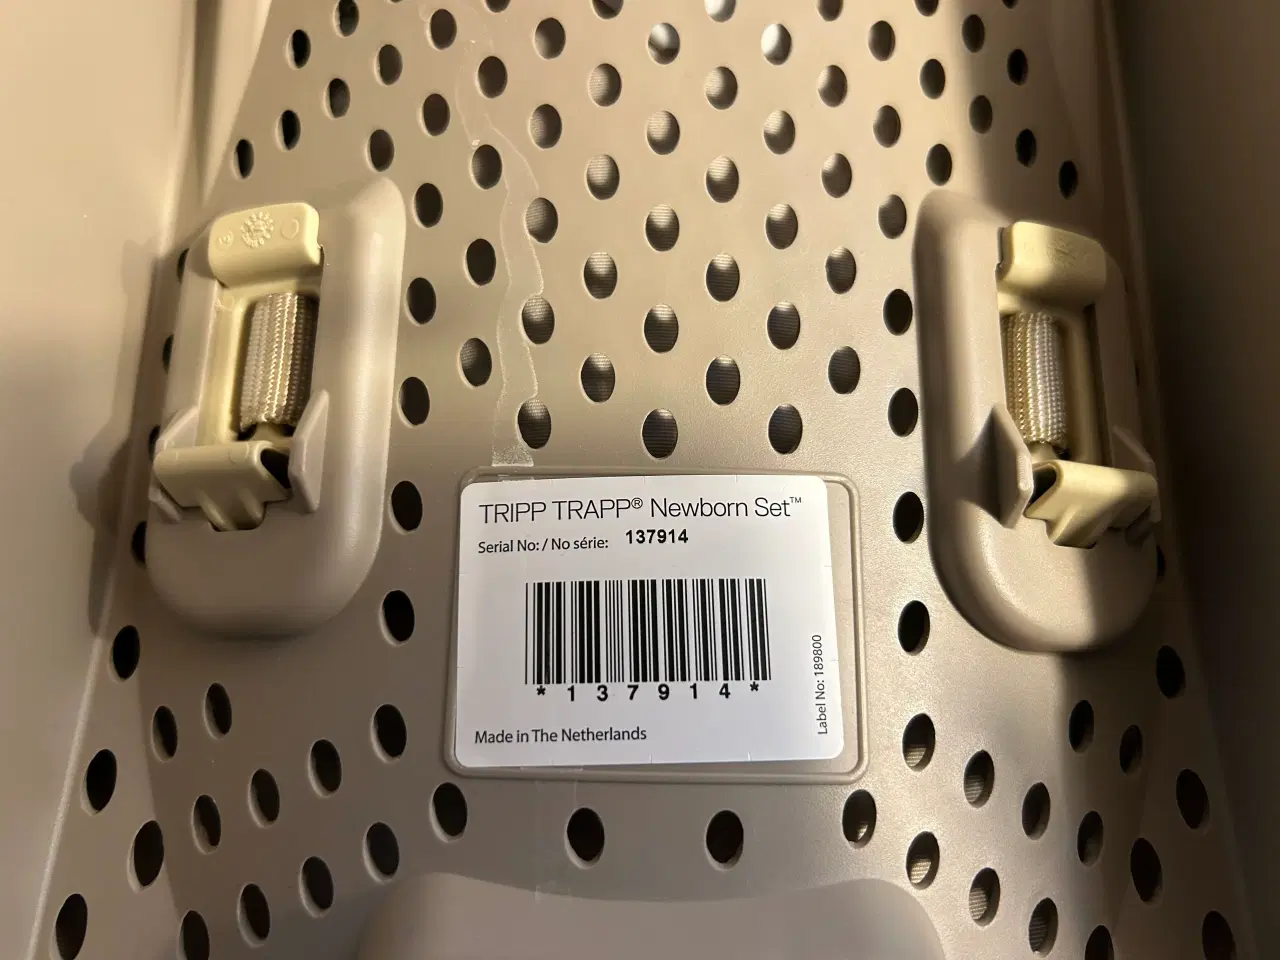 TRIPP TRAPP® Newborn Set™
Serial No: / No série: 137914
*137914*
Label No: 189800
Made in The Netherlands